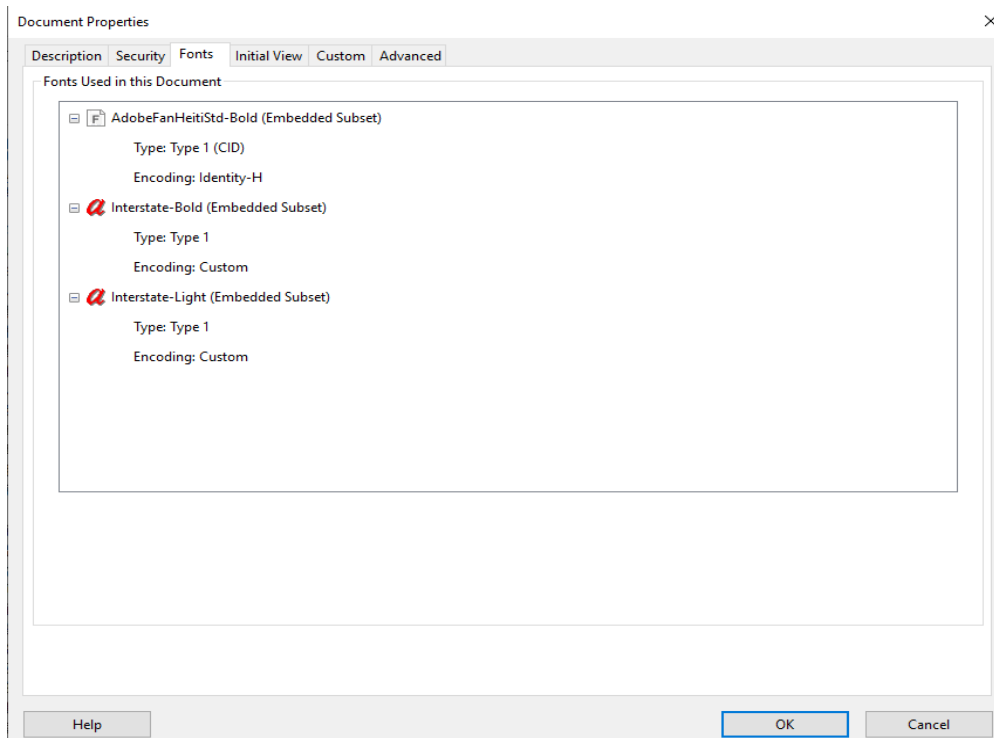 Document Properties
Description Security Fonts Initial View Custom Advanced
Fonts Used in this Document
AdobeFanHeitiStd-Bold (Embedded Subset)
Type: Type 1 (CID)
Encoding: Identity-H
Interstate-Bold (Embedded Subset)
Type: Type 1
Encoding: Custom
Interstate-Light (Embedded Subset)
Type: Type 1
Encoding: Custom
Help OK Cancel